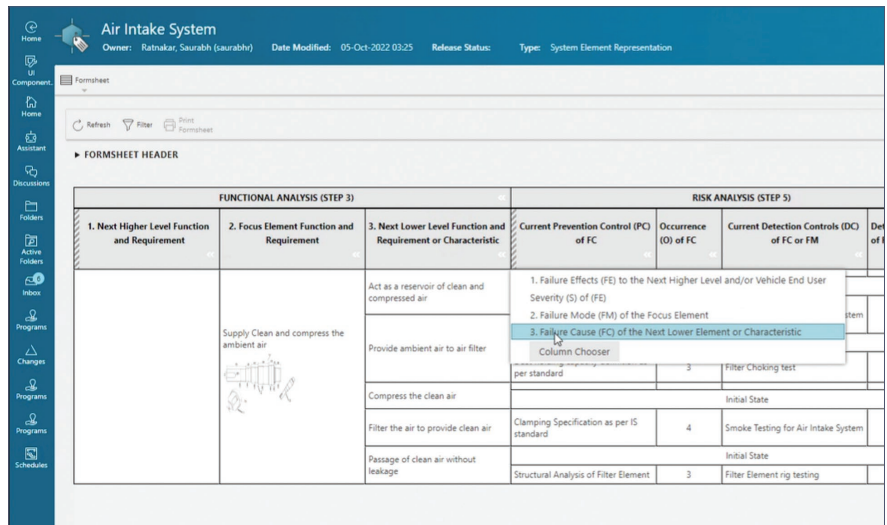 Air Intake System
Owner: Ratnakar, Saurabh (saurabhr) Date Modified: 05-Oct-2022 03:25 Release Status: Type: System Element Representation
Home
UI
Component.
Home
Assistant
Discussions
Folders
Active
Folders
6
Inbox
Programs
Changes
Programs
Programs
Schedules
Formsheet
Refresh Filter Print
Formsheet
FORMSHEET HEADER
FUNCTIONAL ANALYSIS (STEP 3) RISK ANALYSIS (STEP 5)
1. Next Higher Level Function
and Requirement
2. Focus Element Function and
Requirement
3. Next Lower Level Function and
Requirement or Characteristic
Current Prevention Control (PC)
of FC
Occurrence
(O) of FC
Current Detection Controls (DC)
of FC or FM
Supply Clean and compress the
ambient air
Act as a reservoir of clean and
compressed air
Provide ambient air to air filter
Compress the clean air
Filter the air to provide clean air
Passage of clean air without
leakage
1. Failure Effects (FE) to the Next Higher Level and/or Vehicle End User
Severity (S) of (FE)
2. Failure Mode (FM) of the Focus Element
3. Failure Cause (FC) of the Next Lower Element or Characteristic
Column Chooser
per standard
3
Filter Choking test
Initial State
Clamping Specification as per IS
standard
4
Smoke Testing for Air Intake System
Initial State
Structural Analysis of Filter Element
3
Filter Element rig testing